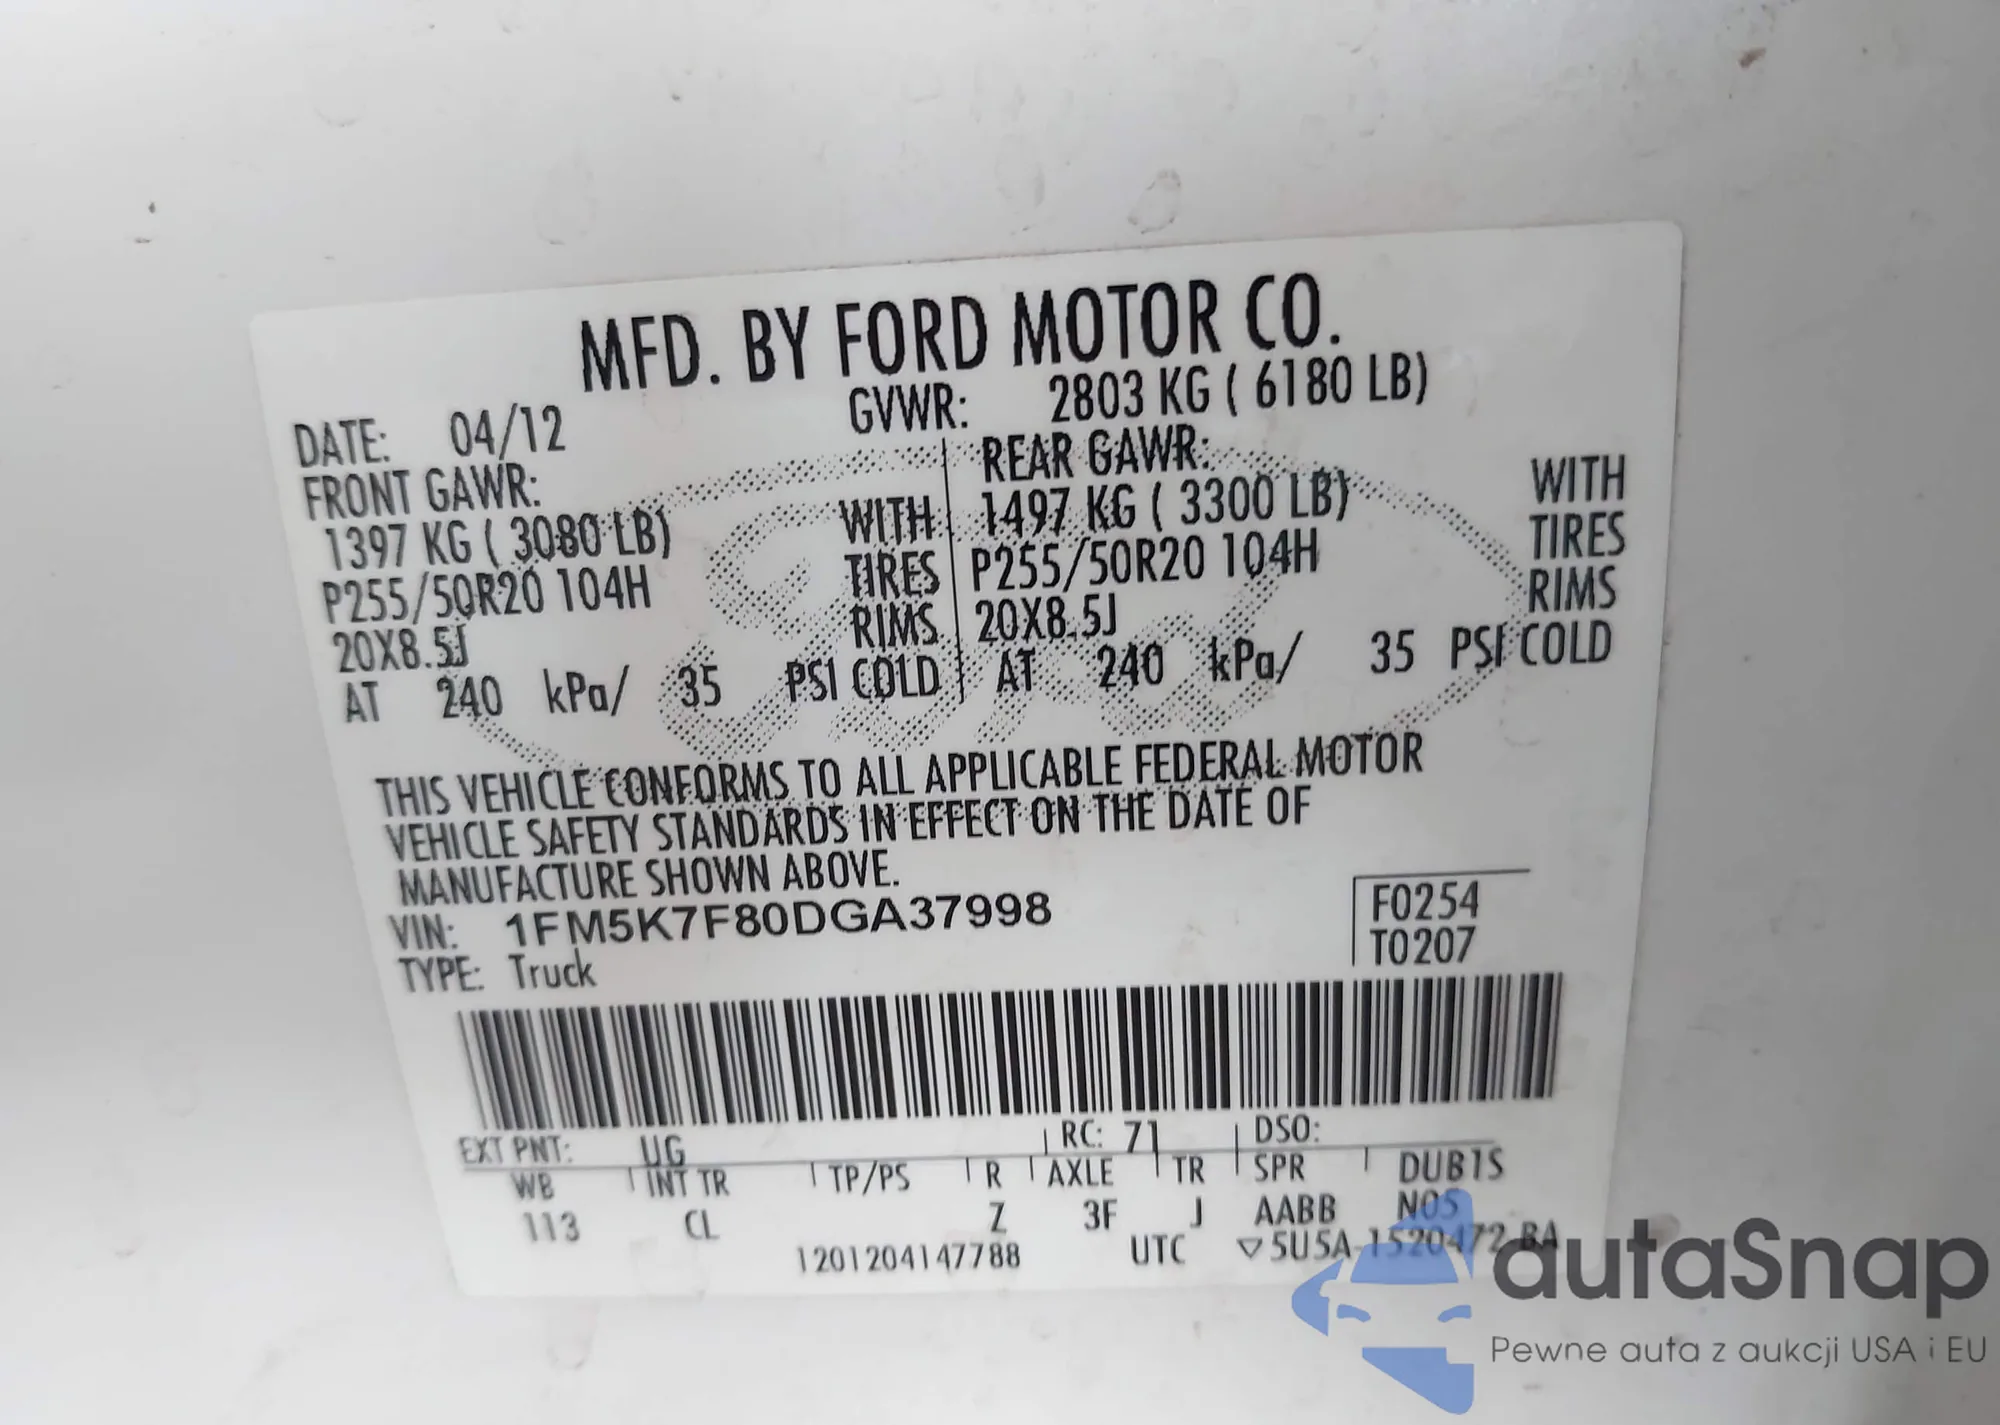 MFD. BY FORD MOTOR CO.
DATE: 04/12 GVWR: 2803 KG ( 6180 LB)
FRONT GAWR: REAR GAWR:
1397 KG ( 3080 LB) WITH 1497 KG ( 3300 LB) WITH
P255/50R20 104H TIRES P255/50R20 104H TIRES
20X8.5J RIMS 20X8.5J RIMS
AT 240 kPa/ 35 PSI COLD AT 240 kPa/ 35 PSI COLD
THIS VEHICLE CONFORMS TO ALL APPLICABLE FEDERAL MOTOR
VEHICLE SAFETY STANDARDS IN EFFECT ON THE DATE OF
MANUFACTURE SHOWN ABOVE.
VIN: 1FM5K7F80DGA37998 F0254
TYPE: Truck T0207
EXT PNT: UG RC: 71 DSO:
WB INT TR TP/PS R AXLE TR SPR DUB1S
113 CL Z 3F J AABB N05
1201204147788 UTC ▽5U5A-1520472-BA
autaSnap
Pewne auta z aukcji USA i EU